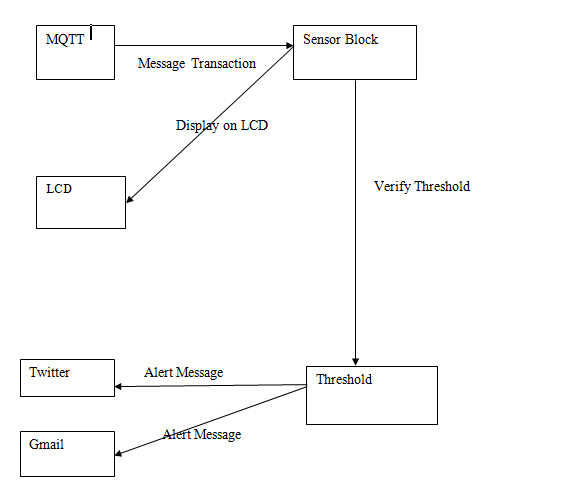 MQTT
Sensor Block
Message Transaction
Display on LCD
LCD
Verify Threshold
Twitter
Alert Message
Threshold
Alert Message
Gmail